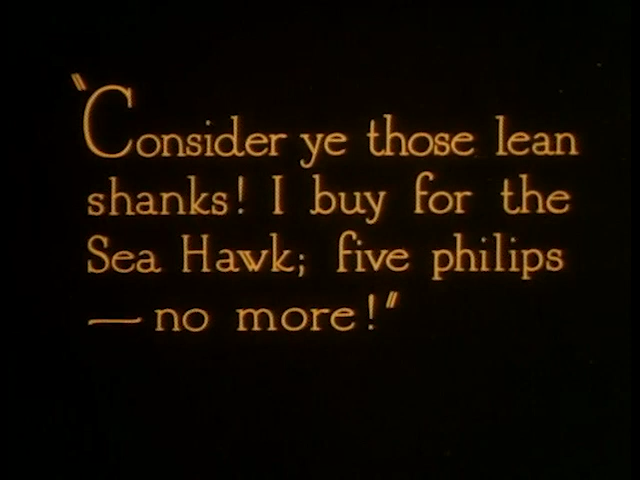 "Consider ye those lean
shanks! I buy for the
Sea Hawk; five philips
—no more!"